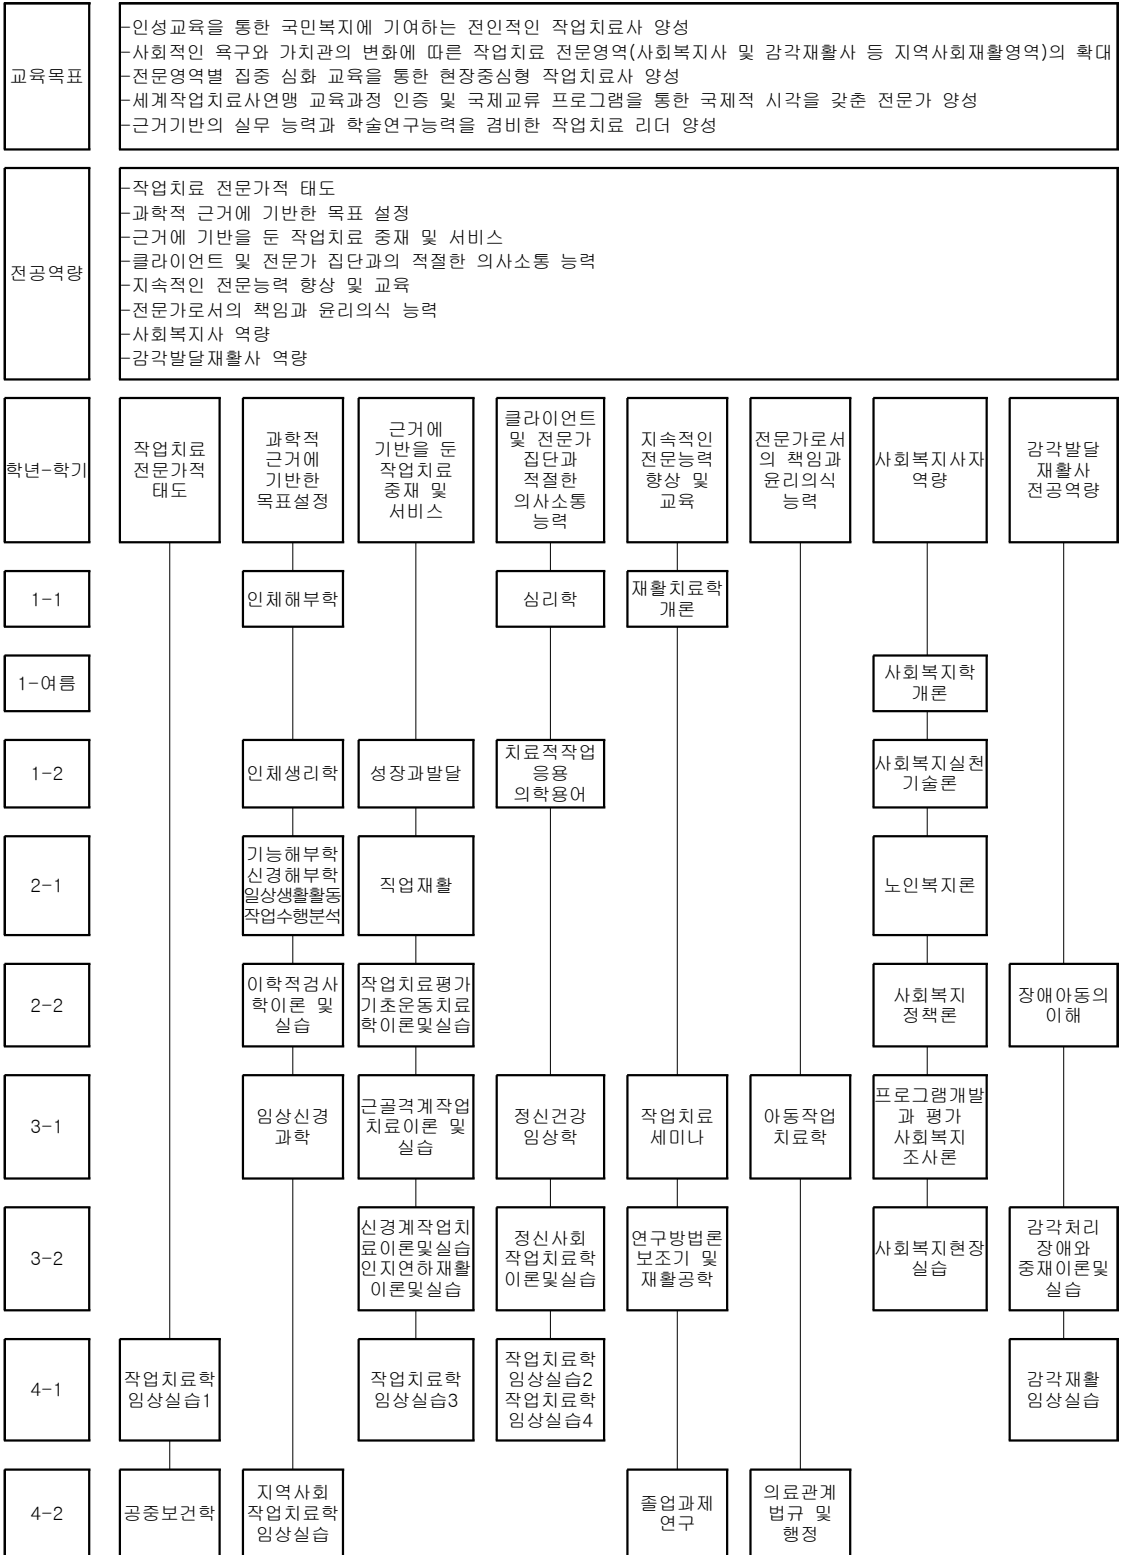 교육목표
-인성교육을 통한 국민복지에 기여하는 전인적인 작업치료사 양성
-사회적인 욕구와 가치관의 변화에 따른 작업치료 전문영역(사회복지사 및 감각재활사 등 지역사회재활영역)의 확대
-전문영역별 집중 심화 교육을 통한 현장중심형 작업치료사 양성
-세계작업치료사연맹 교육과정 인증 및 국제교류 프로그램을 통한 국제적 시각을 갖춘 전문가 양성
-근거기반의 실무 능력과 학술연구능력을 겸비한 작업치료 리더 양성
전공역량
-작업치료 전문가적 태도
-과학적 근거에 기반한 목표 설정
-근거에 기반을 둔 작업치료 중재 및 서비스
-클라이언트 및 전문가 집단과의 적절한 의사소통 능력
-지속적인 전문능력 향상 및 교육
-전문가로서의 책임과 윤리의식 능력
-사회복지사 역량
-감각발달재활사 역량
학년-학기
작업치료
전문가적
태도
과학적
근거에
기반한
목표설정
근거에
기반을 둔
작업치료
중재 및
서비스
클라이언트
및 전문가
집단과
적절한
의사소통
능력
지속적인
전문능력
향상 및
교육
전문가로서
의 책임과
윤리의식
능력
사회복지사자
역량
감각발달
재활사
전공역량
1-1
인체해부학
심리학
재활치료학
개론
1-여름
사회복지학
개론
1-2
인체생리학
성장과발달
치료적작업
응용
의학용어
사회복지실천
기술론
2-1
기능해부학
신경해부학
일상생활활동
작업수행분석
직업재활
노인복지론
2-2
이학적검사
학이론 및
실습
작업치료평가
기초운동치료
학이론및실습
사회복지
정책론
장애아동의
이해
3-1
임상신경
과학
근골격계작업
치료이론 및
실습
정신건강
임상학
작업치료
세미나
아동작업
치료학
프로그램개발
과 평가
사회복지
조사론
3-2
신경계작업치
료이론및실습
인지연하재활
이론및실습
정신사회
작업치료학
이론및실습
연구방법론
보조기 및
재활공학
사회복지현장
실습
감각처리
장애와
중재이론및
실습
4-1
작업치료학
임상실습1
작업치료학
임상실습3
작업치료학
임상실습2
작업치료학
임상실습4
감각재활
임상실습
4-2
공중보건학
지역사회
작업치료학
임상실습
졸업과제
연구
의료관계
법규 및
행정